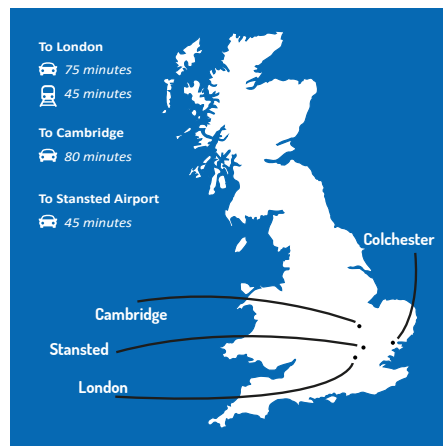 To London
75 minutes
45 minutes
To Cambridge
80 minutes
To Stansted Airport
45 minutes
Colchester
Cambridge
Stansted
London